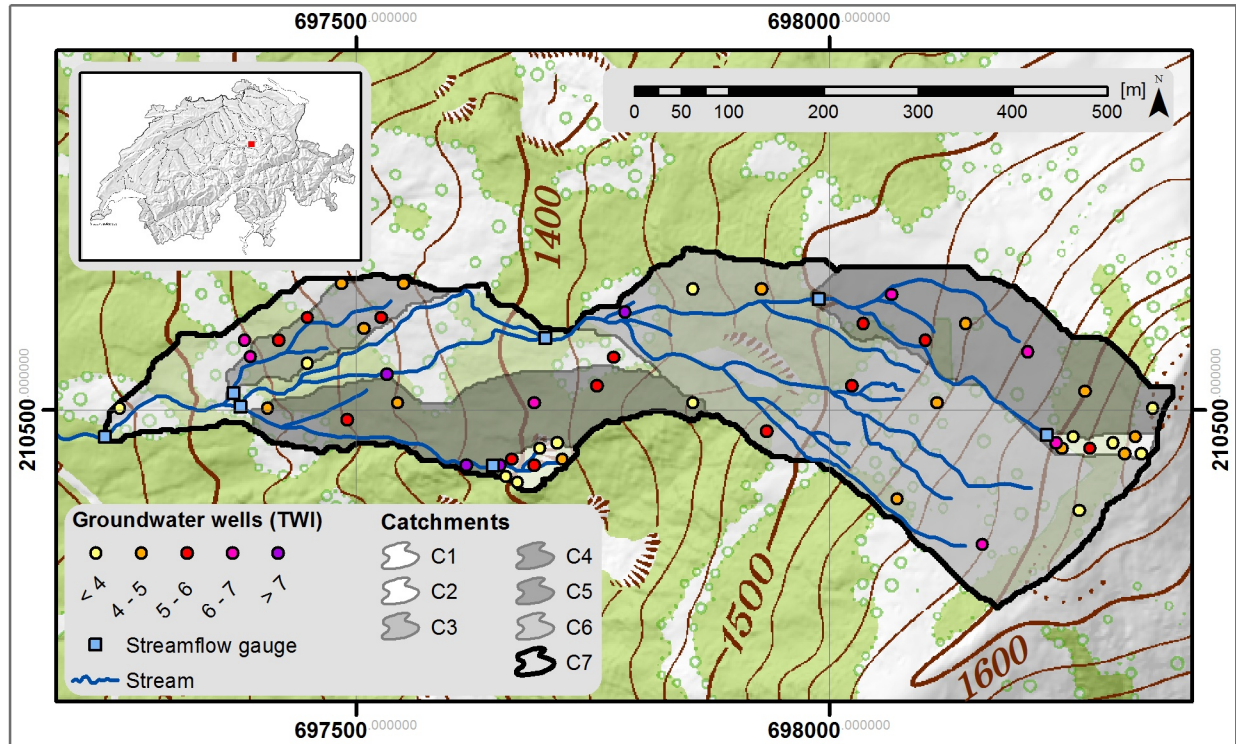 697500.000000 698000.000000
[m]
N
0 25 50 100 200 300 400 500
1400
210500.000000
210500.000000
1500
1600
Groundwater wells (TWI)
< 4 4 - 5 5 - 6 6 - 7 > 7
Streamflow gauge
Stream
Catchments
C1
C2
C3
C4
C5
C6
C7
697500.000000 698000.000000